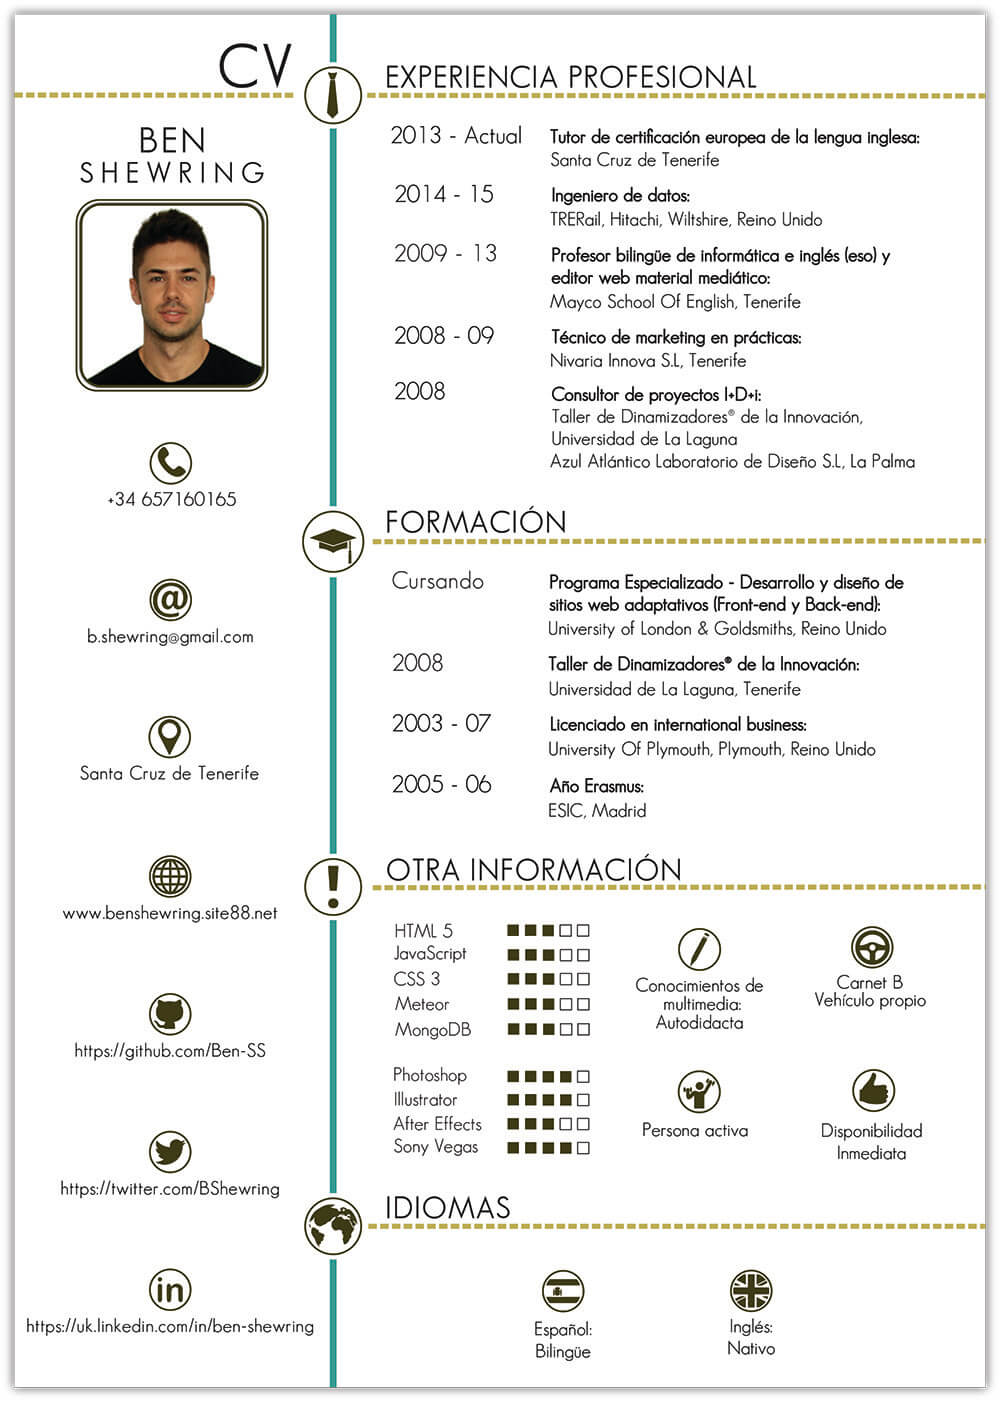 CV
BEN
SHEWRING
+34 657160165
b.shewring@gmail.com
Santa Cruz de Tenerife
www.benshewring.site88.net
https://github.com/Ben-SS
https://twitter.com/BShewring
in
https://uk.linkedin.com/in/ben-shewring
EXPERIENCIA PROFESIONAL
2013 - Actual Tutor de certificación europea de la lengua inglesa:
Santa Cruz de Tenerife
2014 - 15 Ingeniero de datos:
TRERail, Hitachi, Wiltshire, Reino Unido
2009 - 13 Profesor bilingüe de informática e inglés (eso) y
editor web material mediático:
Mayco School Of English, Tenerife
2008 - 09 Técnico de marketing en prácticas:
Nivaria Innova S.L, Tenerife
2008 Consultor de proyectos I+D+i:
Taller de Dinamizadores® de la Innovación,
Universidad de La Laguna
Azul Atlántico Laboratorio de Diseño S.L, La Palma
FORMACIÓN
Cursando Programa Especializado - Desarrollo y diseño de
sitios web adaptativos (Front-end y Back-end):
University of London & Goldsmiths, Reino Unido
2008 Taller de Dinamizadores® de la Innovación:
Universidad de La Laguna, Tenerife
2003 - 07 Licenciado en international business:
University Of Plymouth, Plymouth, Reino Unido
2005 - 06 Año Erasmus:
ESIC, Madrid
OTRA INFORMACIÓN
HTML 5
JavaScript
CSS 3
Meteor
MongoDB
Photoshop
Illustrator
After Effects
Sony Vegas
Conocimientos de
multimedia:
Autodidacta
Carnet B
Vehículo propio
Persona activa
Disponibilidad
Inmediata
IDIOMAS
Español:
Bilingüe
Inglés:
Nativo